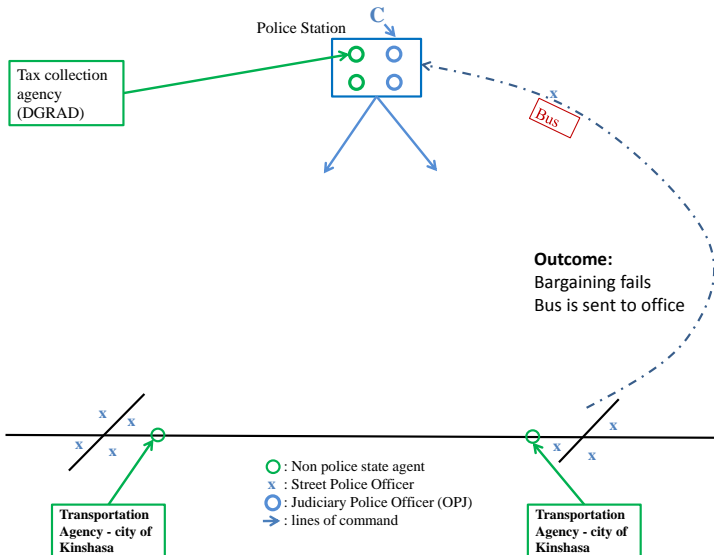 Police Station
C
Tax collection
agency
(DGRAD)
x
Bus
Outcome:
Bargaining fails
Bus is sent to office
x
x
x
x
x
x
x
: Non police state agent
x : Street Police Officer
: Judiciary Police Officer (OPJ)
: lines of command
Transportation
Agency - city of
Kinshasa
Transportation
Agency - city of
Kinshasa